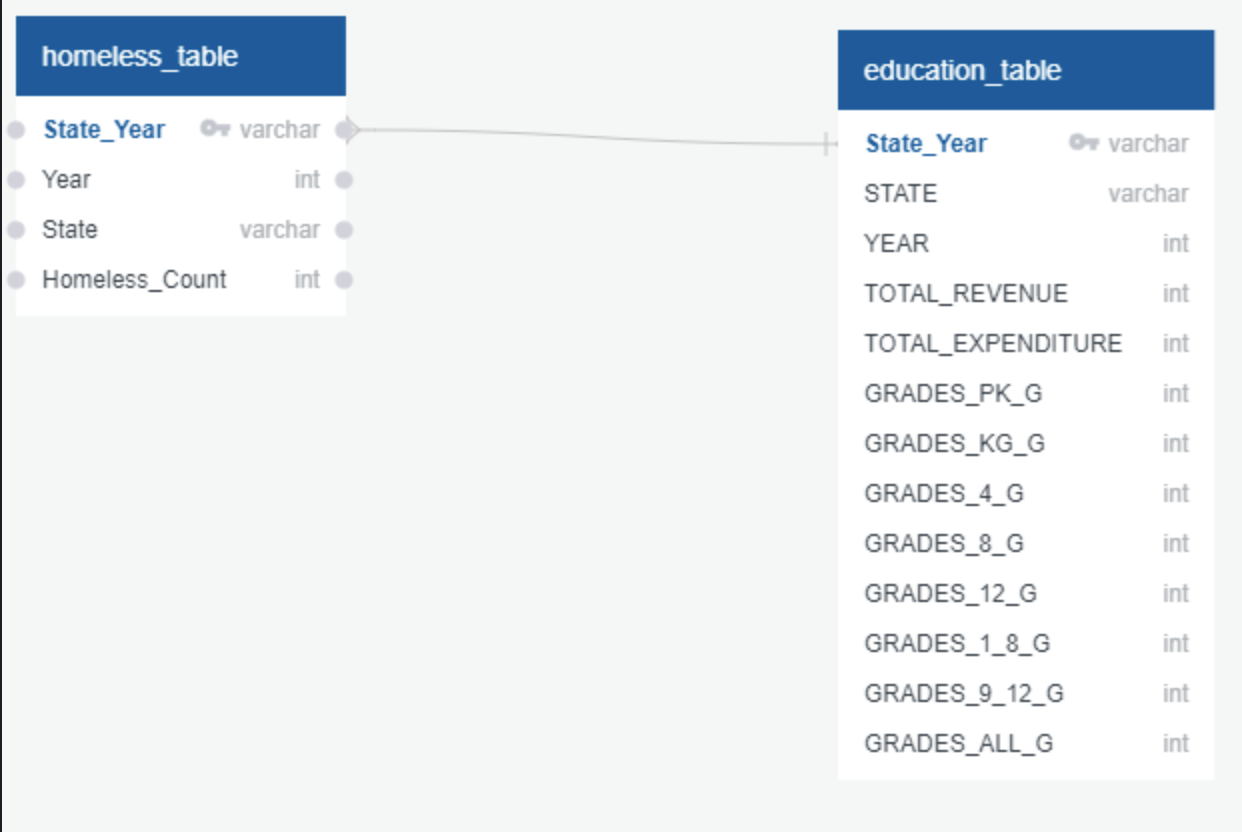 homeless_table
State_Year varchar
Year int
State varchar
Homeless_Count int
education_table
State_Year varchar
STATE varchar
YEAR int
TOTAL_REVENUE int
TOTAL_EXPENDITURE int
GRADES_PK_G int
GRADES_KG_G int
GRADES_4_G int
GRADES_8_G int
GRADES_12_G int
GRADES_1_8_G int
GRADES_9_12_G int
GRADES_ALL_G int